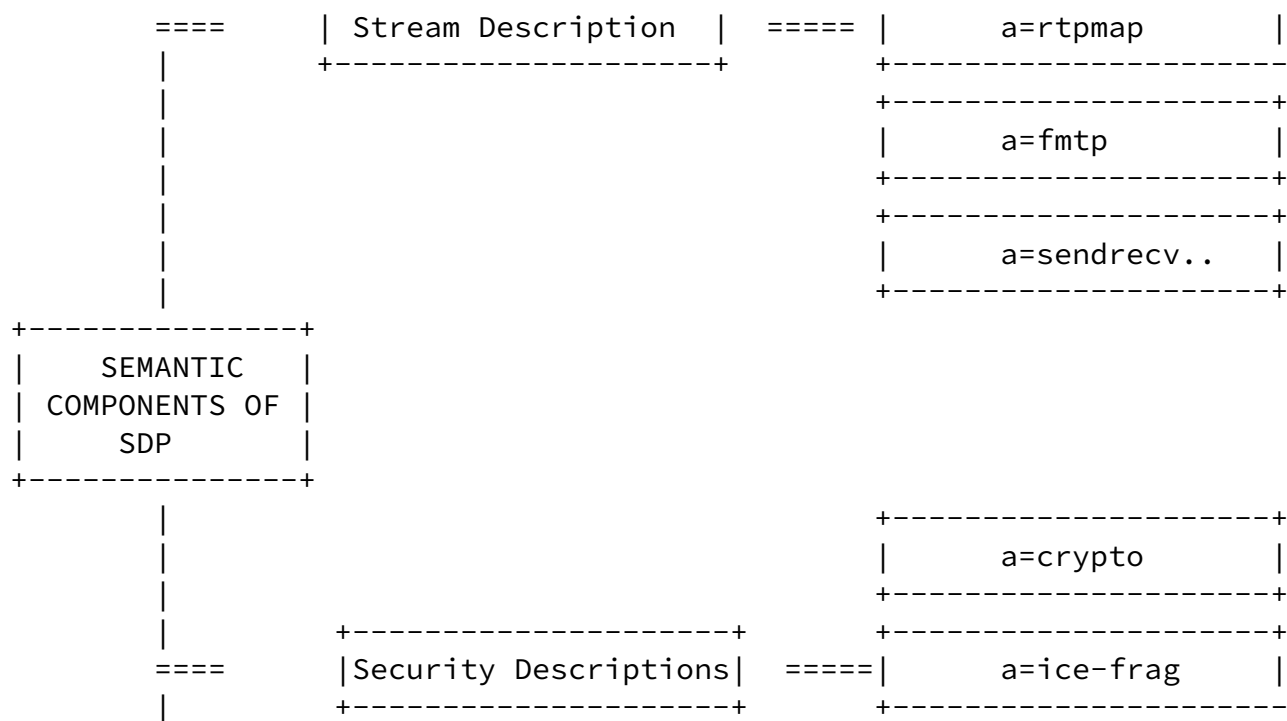 ==== | Stream Description | ===== | a=rtpmap |
| +---------------------+ +----------------------
| +---------------------+
| | a=fmtp |
| +---------------------+
| +---------------------+
| | a=sendrecv.. |
| +---------------------+
+---------------+
| SEMANTIC |
| COMPONENTS OF |
| SDP |
+---------------+
| +---------------------+
| | a=crypto |
| +---------------------+
| +---------------------+ +---------------------+
==== |Security Descriptions| =====| a=ice-frag |
| +---------------------+ +----------------------